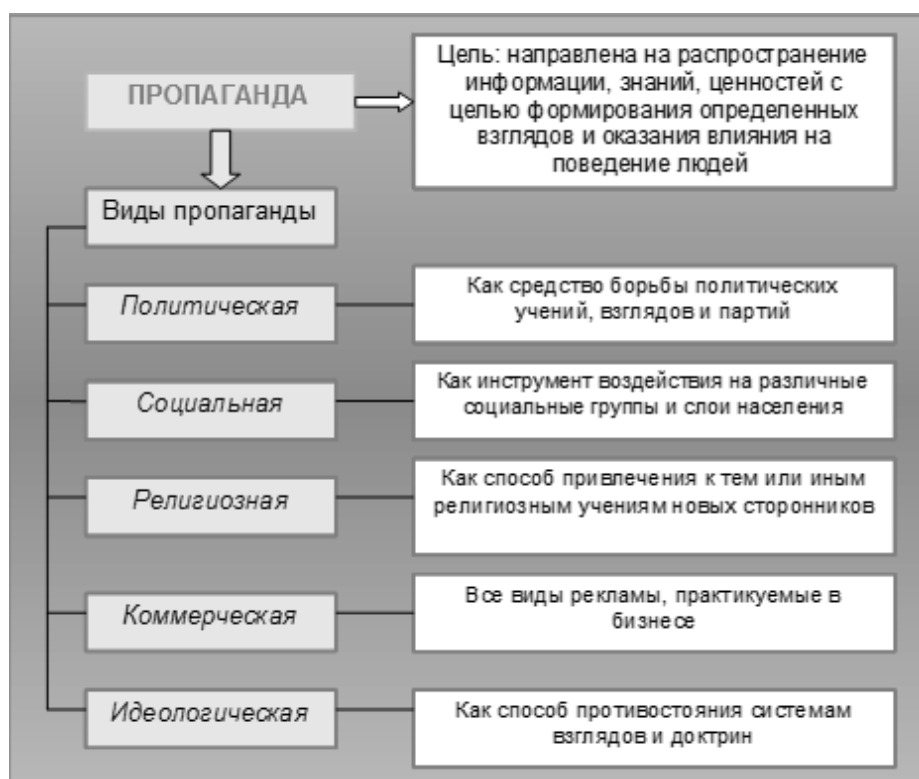 ПРОПАГАНДА
Цель: направлена на распространение
информации, знаний, ценностей с
целью формирования определенных
взглядов и оказания влияния на
поведение людей
Виды пропаганды
Политическая
Как средство борьбы политических
учений, взглядов и партий
Социальная
Как инструмент воздействия на различные
социальные группы и слои населения
Религиозная
Как способ привлечения к тем или иным
религиозным учениям новых сторонников
Коммерческая
Все виды рекламы, практикуемые в
бизнесе
Идеологическая
Как способ противостояния системам
взглядов и доктрин